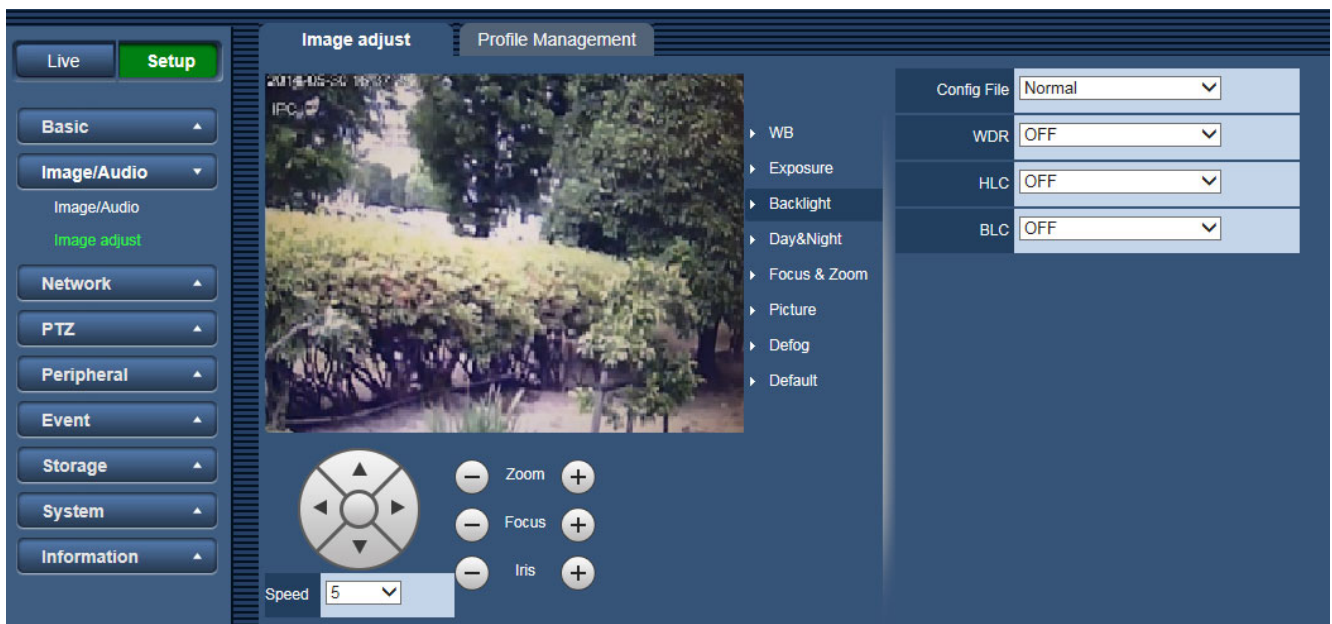 Live
Setup
Basic
Image/Audio
Image/Audio
Image adjust
Network
PTZ
Peripheral
Event
Storage
System
Information
Image adjust
Profile Management
IPC
WB
Exposure
Backlight
Day&Night
Focus & Zoom
Picture
Defog
Default
Zoom
Focus
Iris
Speed 5
Config File Normal
WDR OFF
HLC OFF
BLC OFF